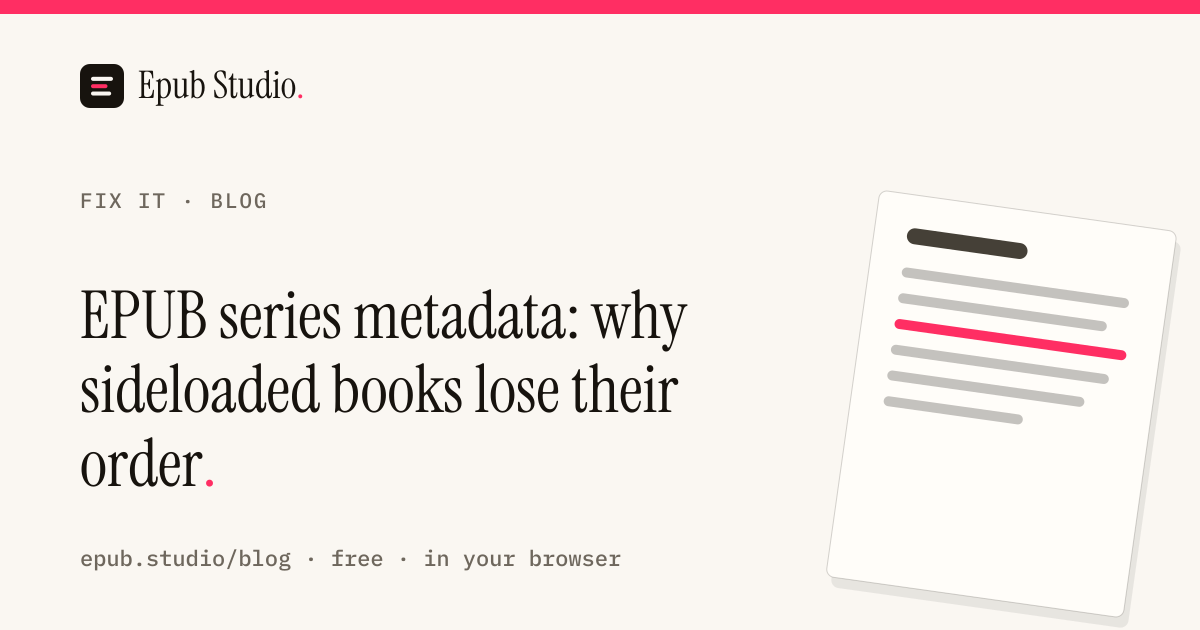 Epub Studio.
FIX IT · BLOG
EPUB series metadata: why
sideloaded books lose their
order.
epub.studio/blog · free · in your browser